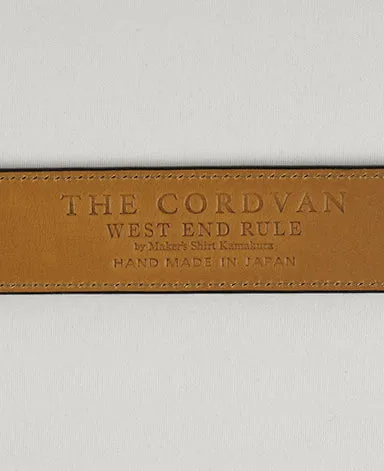 THE CORDVAN
WEST END RULE
by Maker's Shirt Kamakura
HAND MADE IN JAPAN